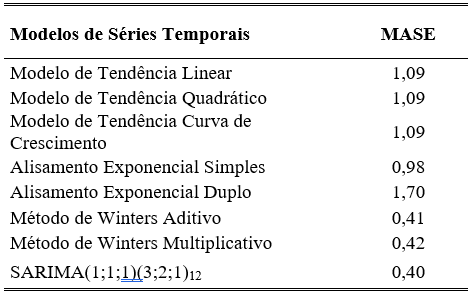 Modelos de Séries Temporais MASE
Modelo de Tendência Linear 1,09
Modelo de Tendência Quadrático 1,09
Modelo de Tendência Curva de
Crescimento 1,09
Alisamento Exponencial Simples 0,98
Alisamento Exponencial Duplo 1,70
Método de Winters Aditivo 0,41
Método de Winters Multiplicativo 0,42
SARIMA(1;1;1)(3;2;1)₁₂ 0,40